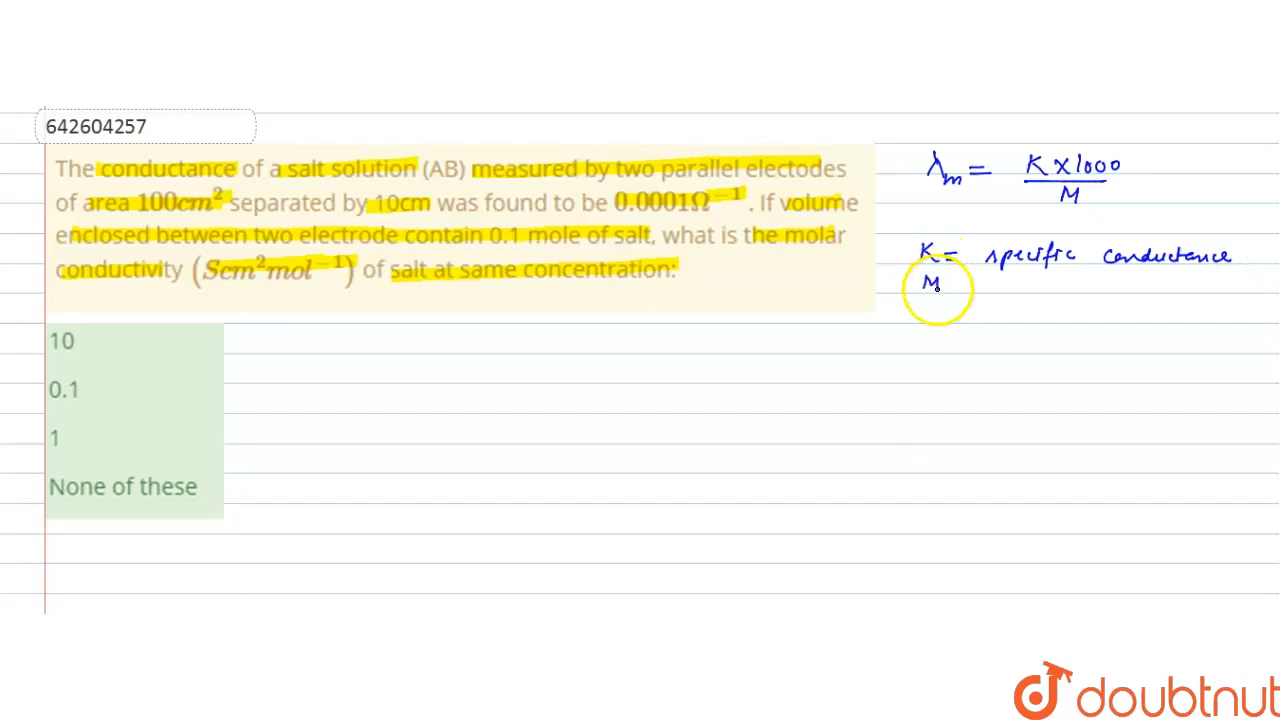 642604257
The conductance of a salt solution (AB) measured by two parallel electodes
of area 100cm² separated by 10cm was found to be 0.0001Ω⁻¹. If volume
enclosed between two electrode contain 0.1 mole of salt, what is the molar
conductivity (Scm²mol⁻¹) of salt at same concentration:
10
0.1
1
None of these
λm = K×1000/M
K = specific conductance
M
doubtnut